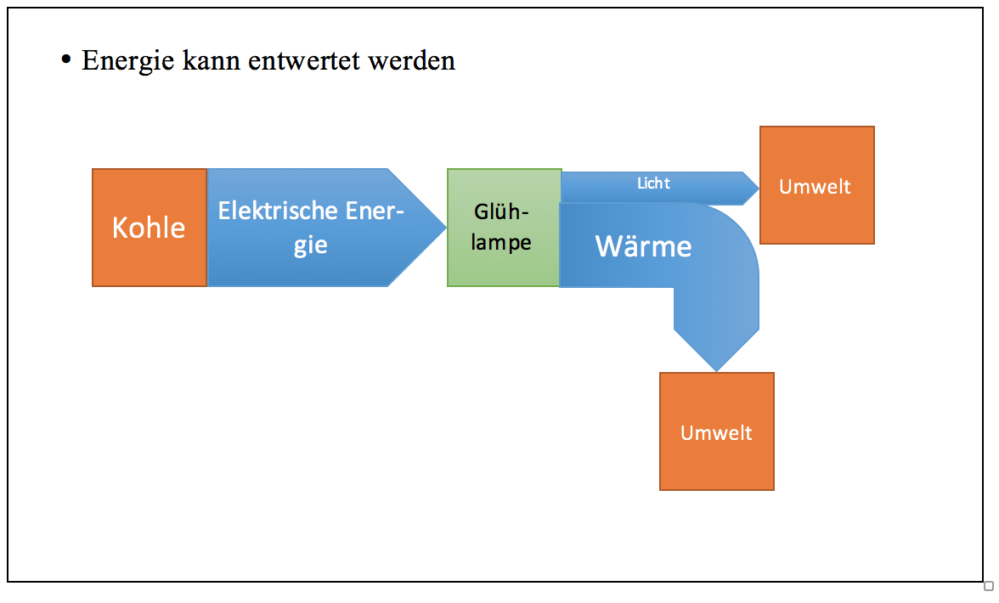 • Energie kann entwertet werden
Kohle
Elektrische Ener-
gie
Glüh-
lampe
Licht
Wärme
Umwelt
Umwelt